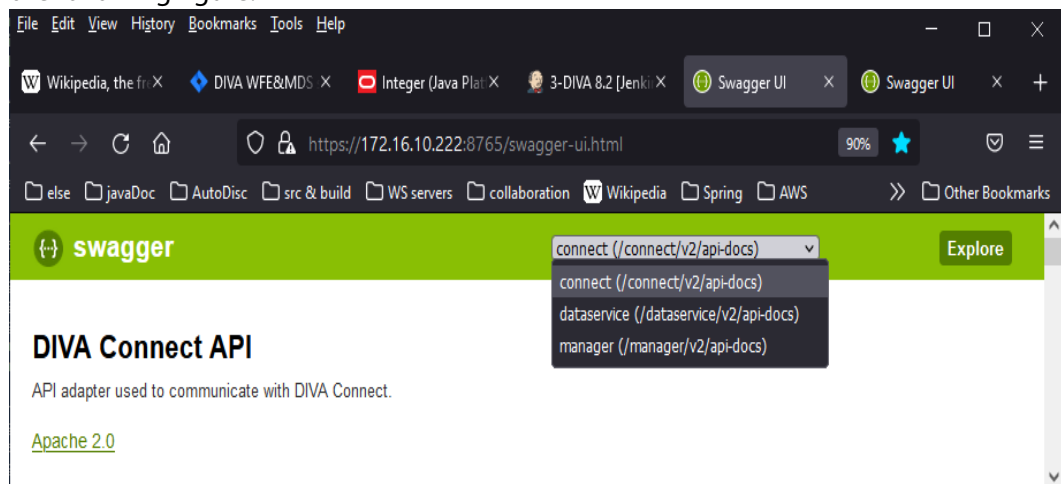 File Edit View History Bookmarks Tools Help
Wikipedia, the fr DIVA WFE&MDS Integer (Java Plat 3-DIVA 8.2 [Jenki Swagger UI Swagger UI
https://172.16.10.222:8765/swagger-ui.html 90%
else javaDoc AutoDisc src & build WS servers collaboration Wikipedia Spring AWS Other Bookmarks
swagger connect (/connect/v2/api-docs) Explore
connect (/connect/v2/api-docs)
dataservice (/dataservice/v2/api-docs)
manager (/manager/v2/api-docs)
DIVA Connect API
API adapter used to communicate with DIVA Connect.
Apache 2.0